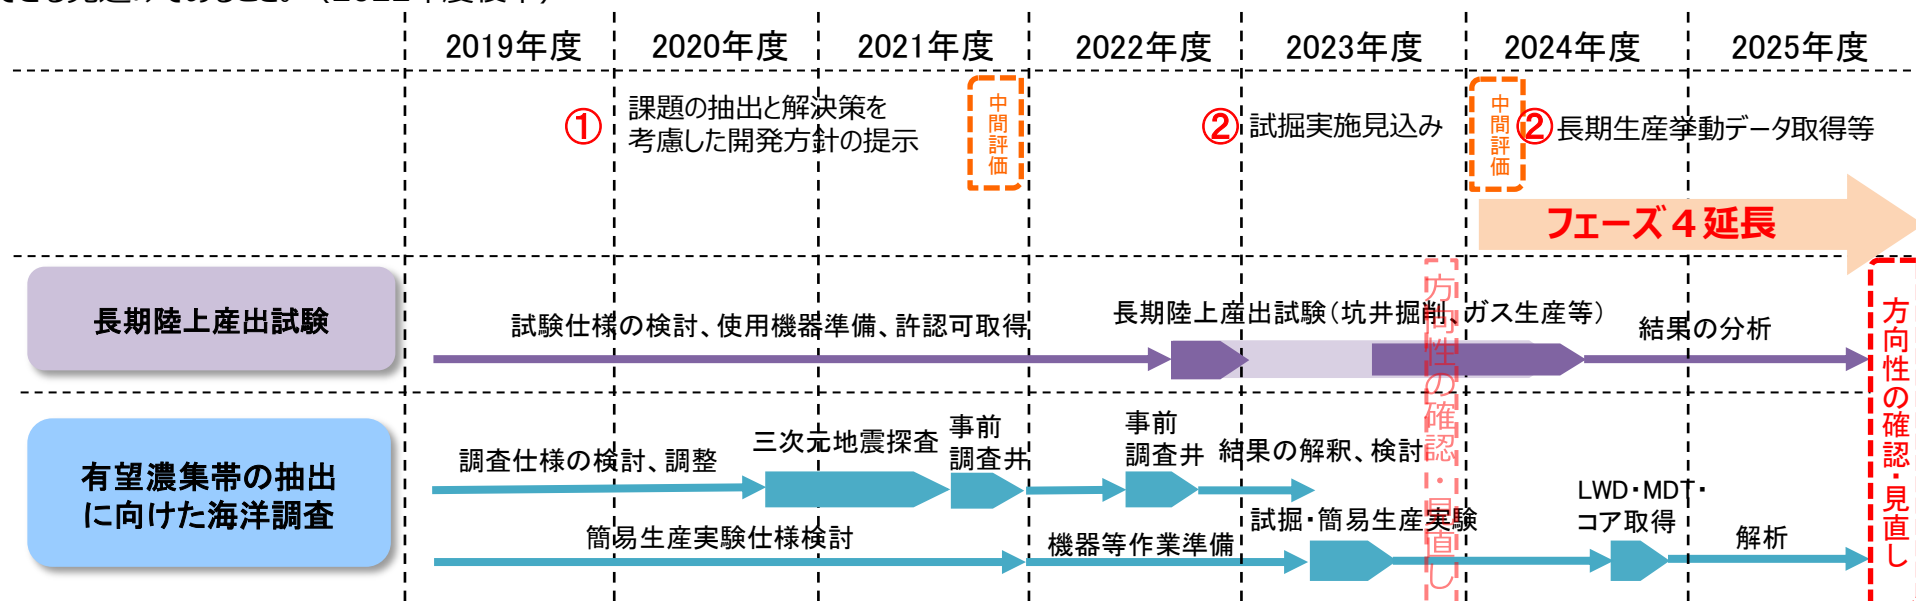 2019年度 2020年度 2021年度 2022年度 2023年度 2024年度 2025年度
①
課題の抽出と解決策を
考慮した開発方針の提示
中間評価
②
試掘実施見込み
中間評価
②
長期生産挙動データ取得等
フェーズ4延長
長期陸上産出試験
試験仕様の検討、使用機器準備、許認可取得
長期陸上産出試験(坑井掘削、ガス生産等)
結果の分析
方向性の確認・見直し
方向性の確認・見直し
有望濃集帯の抽出
に向けた海洋調査
調査仕様の検討、調整
三次元地震探査
事前
調査井
事前
調査井
結果の解釈、検討
簡易生産実験仕様検討
機器等作業準備
試掘・簡易生産実験
LWD・MDT・
コア取得
解析